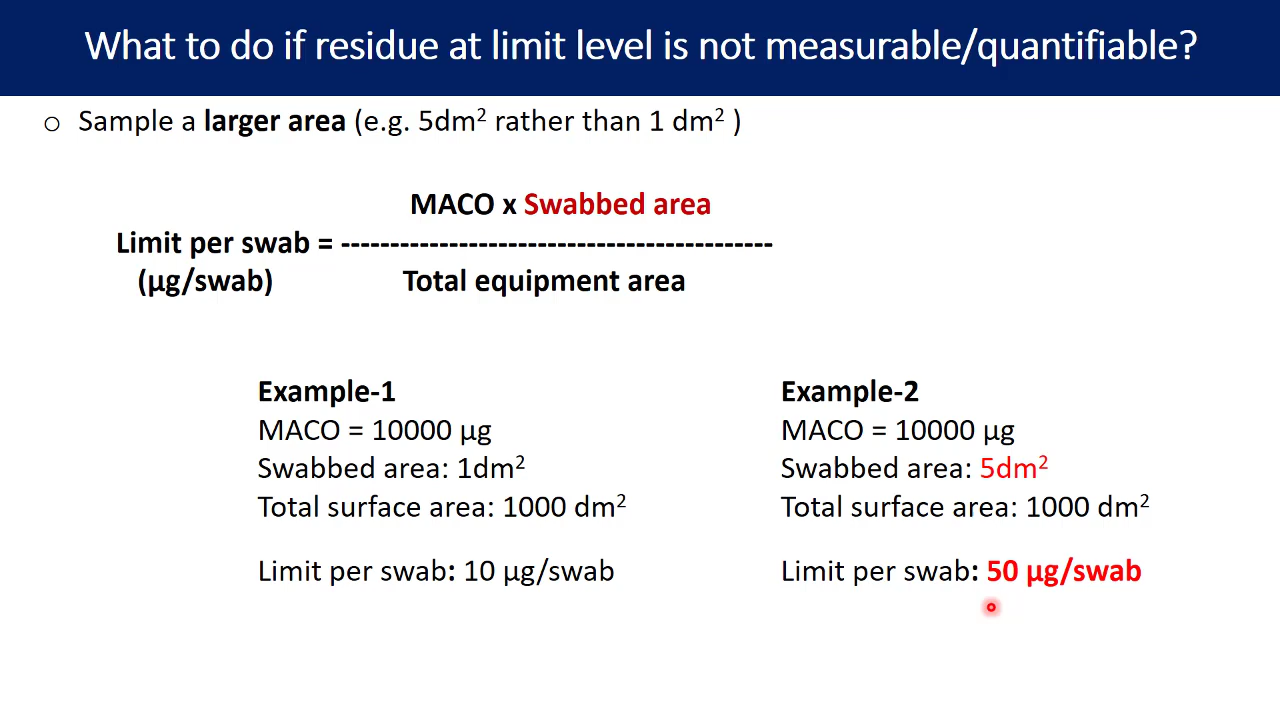 What to do if residue at limit level is not measurable/quantifiable?
o Sample a larger area (e.g. 5dm² rather than 1 dm² )
MACO x Swabbed area
Limit per swab = --------------------------------------------
(µg/swab) Total equipment area
Example-1
MACO = 10000 µg
Swabbed area: 1dm²
Total surface area: 1000 dm²
Limit per swab: 10 µg/swab
Example-2
MACO = 10000 µg
Swabbed area: 5dm²
Total surface area: 1000 dm²
Limit per swab: 50 µg/swab